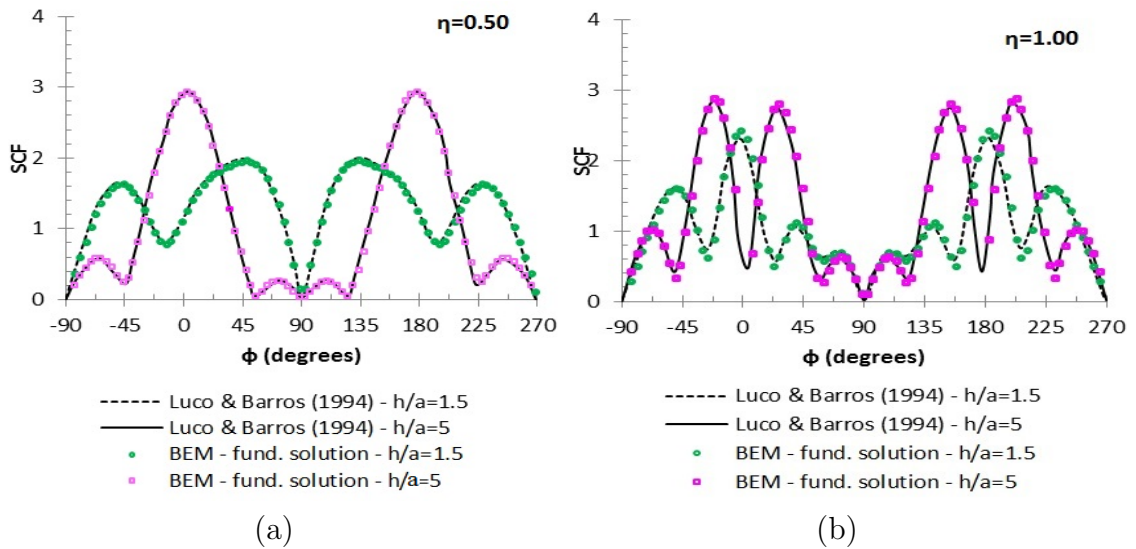 4
η=0.50
3
2
SCF
1
0
-90 -45 0 45 90 135 180 225 270
ϕ (degrees)
Luco & Barros (1994) - h/a=1.5
Luco & Barros (1994) - h/a=5
BEM - fund. solution - h/a=1.5
BEM - fund. solution - h/a=5
(a)
4
η=1.00
3
2
SCF
1
0
-90 -45 0 45 90 135 180 225 270
ϕ (degrees)
Luco & Barros (1994) - h/a=1.5
Luco & Barros (1994) - h/a=5
BEM - fund. solution - h/a=1.5
BEM - fund. solution - h/a=5
(b)